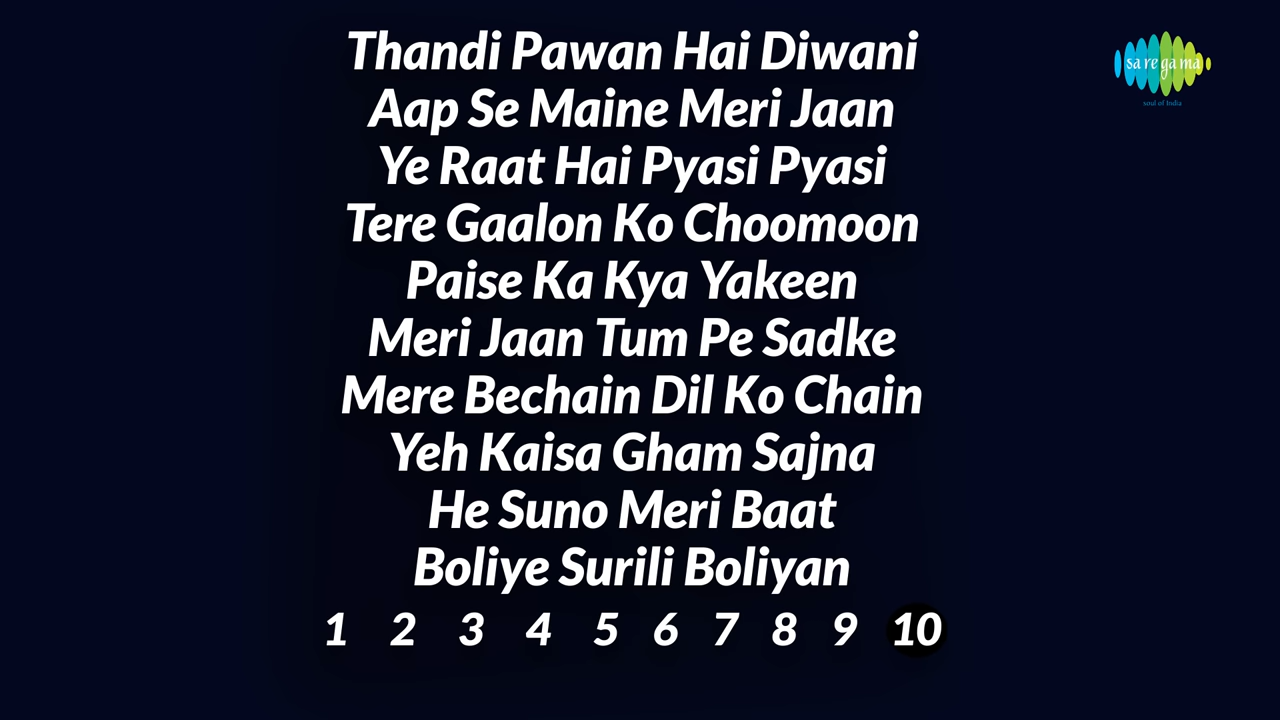 Thandi Pawan Hai Diwani
Aap Se Maine Meri Jaan
Ye Raat Hai Pyasi Pyasi
Tere Gaalon Ko Choomoon
Paise Ka Kya Yakeen
Meri Jaan Tum Pe Sadke
Mere Bechain Dil Ko Chain
Yeh Kaisa Gham Sajna
He Suno Meri Baat
Boliye Surili Boliyan
1 2 3 4 5 6 7 8 9 10
sa re ga ma
soul of India